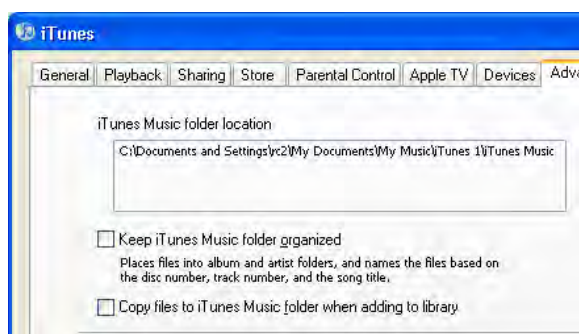 iTunes
General Playback Sharing Store Parental Control Apple TV Devices Adva
iTunes Music folder location
C:\Documents and Settings\rc2\My Documents\My Music\iTunes 1\iTunes Music
Keep iTunes Music folder organized
Places files into album and artist folders, and names the files based on
the disc number, track number, and the song title.
Copy files to iTunes Music folder when adding to library